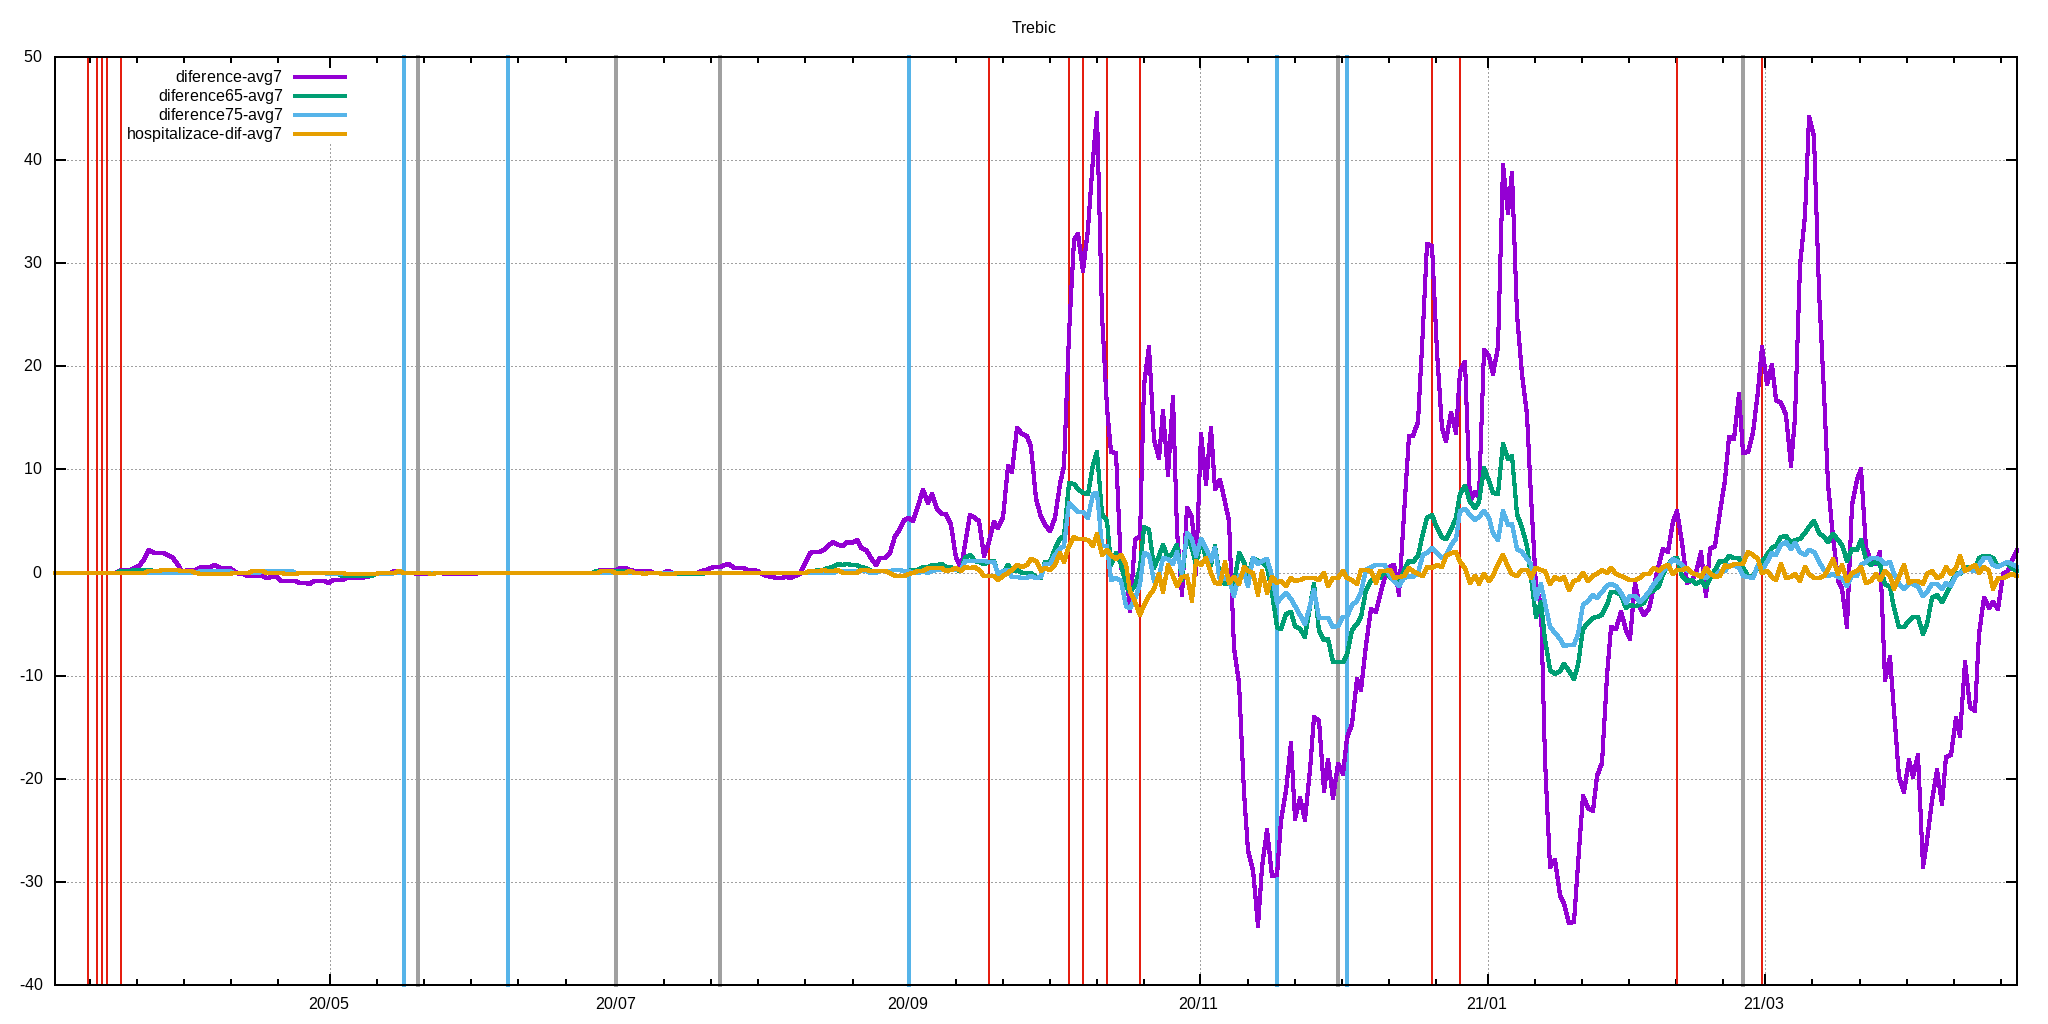 Trebic
50
diference-avg7
diference65-avg7
diference75-avg7
hospitalizace-dif-avg7
40
30
20
10
0
-10
-20
-30
-40
20/05 20/07 20/09 20/11 21/01 21/03